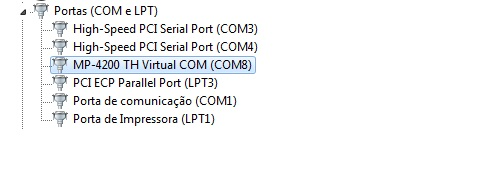 Portas (COM e LPT)
High-Speed PCI Serial Port (COM3)
High-Speed PCI Serial Port (COM4)
MP-4200 TH Virtual COM (COM8)
PCI ECP Parallel Port (LPT3)
Porta de comunicação (COM1)
Porta de Impressora (LPT1)